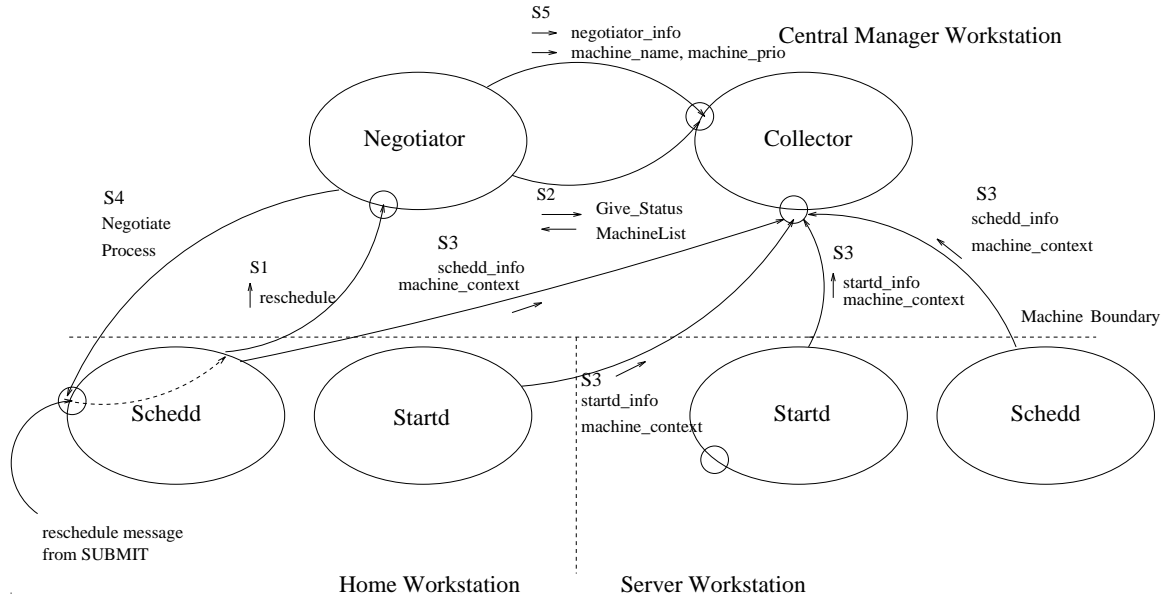 S5
negotiator_info
machine_name, machine_prio
Central Manager Workstation
Negotiator
Collector
S4
Negotiate
Process
S2
Give_Status
MachineList
S3
schedd_info
machine_context
S3
schedd_info
machine_context
S1
reschedule
S3
startd_info
machine_context
Machine Boundary
Schedd
Startd
S3
startd_info
machine_context
Startd
Schedd
reschedule message
from SUBMIT
Home Workstation
Server Workstation